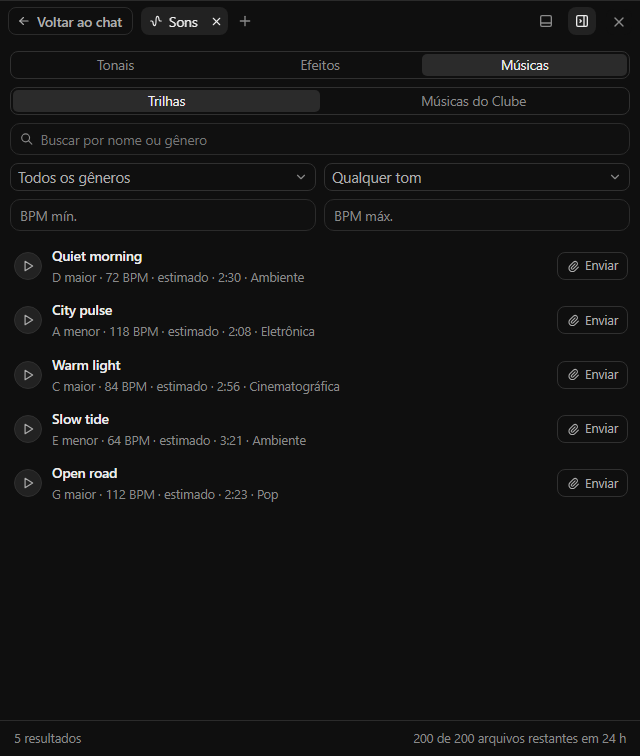 Voltar ao chat
Sons
Tonais
Efeitos
Músicas
Trilhas
Músicas do Clube
Buscar por nome ou gênero
Todos os gêneros
Qualquer tom
BPM mín.
BPM máx.
Quiet morning
D maior · 72 BPM · estimado · 2:30 · Ambiente
Enviar
City pulse
A menor · 118 BPM · estimado · 2:08 · Eletrônica
Enviar
Warm light
C maior · 84 BPM · estimado · 2:56 · Cinematográfica
Enviar
Slow tide
E menor · 64 BPM · estimado · 3:21 · Ambiente
Enviar
Open road
G maior · 112 BPM · estimado · 2:23 · Pop
Enviar
5 resultados
200 de 200 arquivos restantes em 24 h